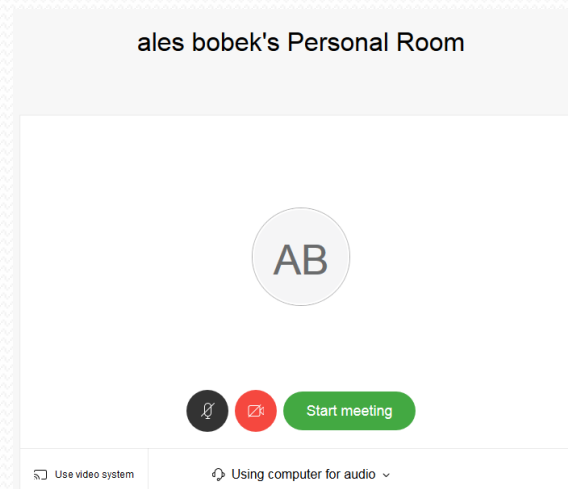 ales bobek's Personal Room
AB
Start meeting
Use video system
Using computer for audio